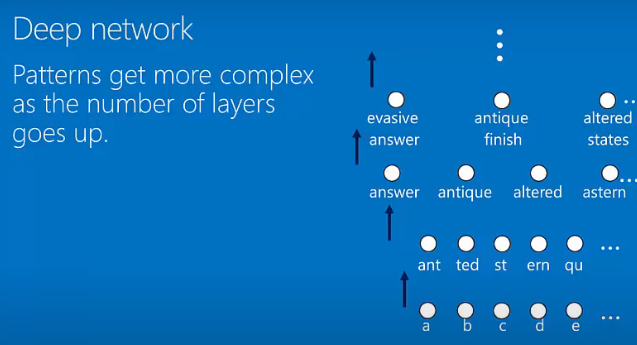 Deep network
Patterns get more complex
as the number of layers
goes up.
evasive answer antique finish altered states
answer antique altered astern
ant ted st ern qu ...
a b c d e ...